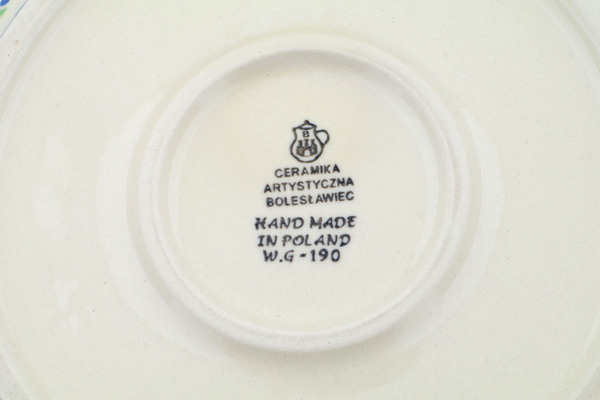 B
CERAMIKA
ARTYSTYCZNA
BOLESŁAWIEC
HAND MADE
IN POLAND
W.G - 190